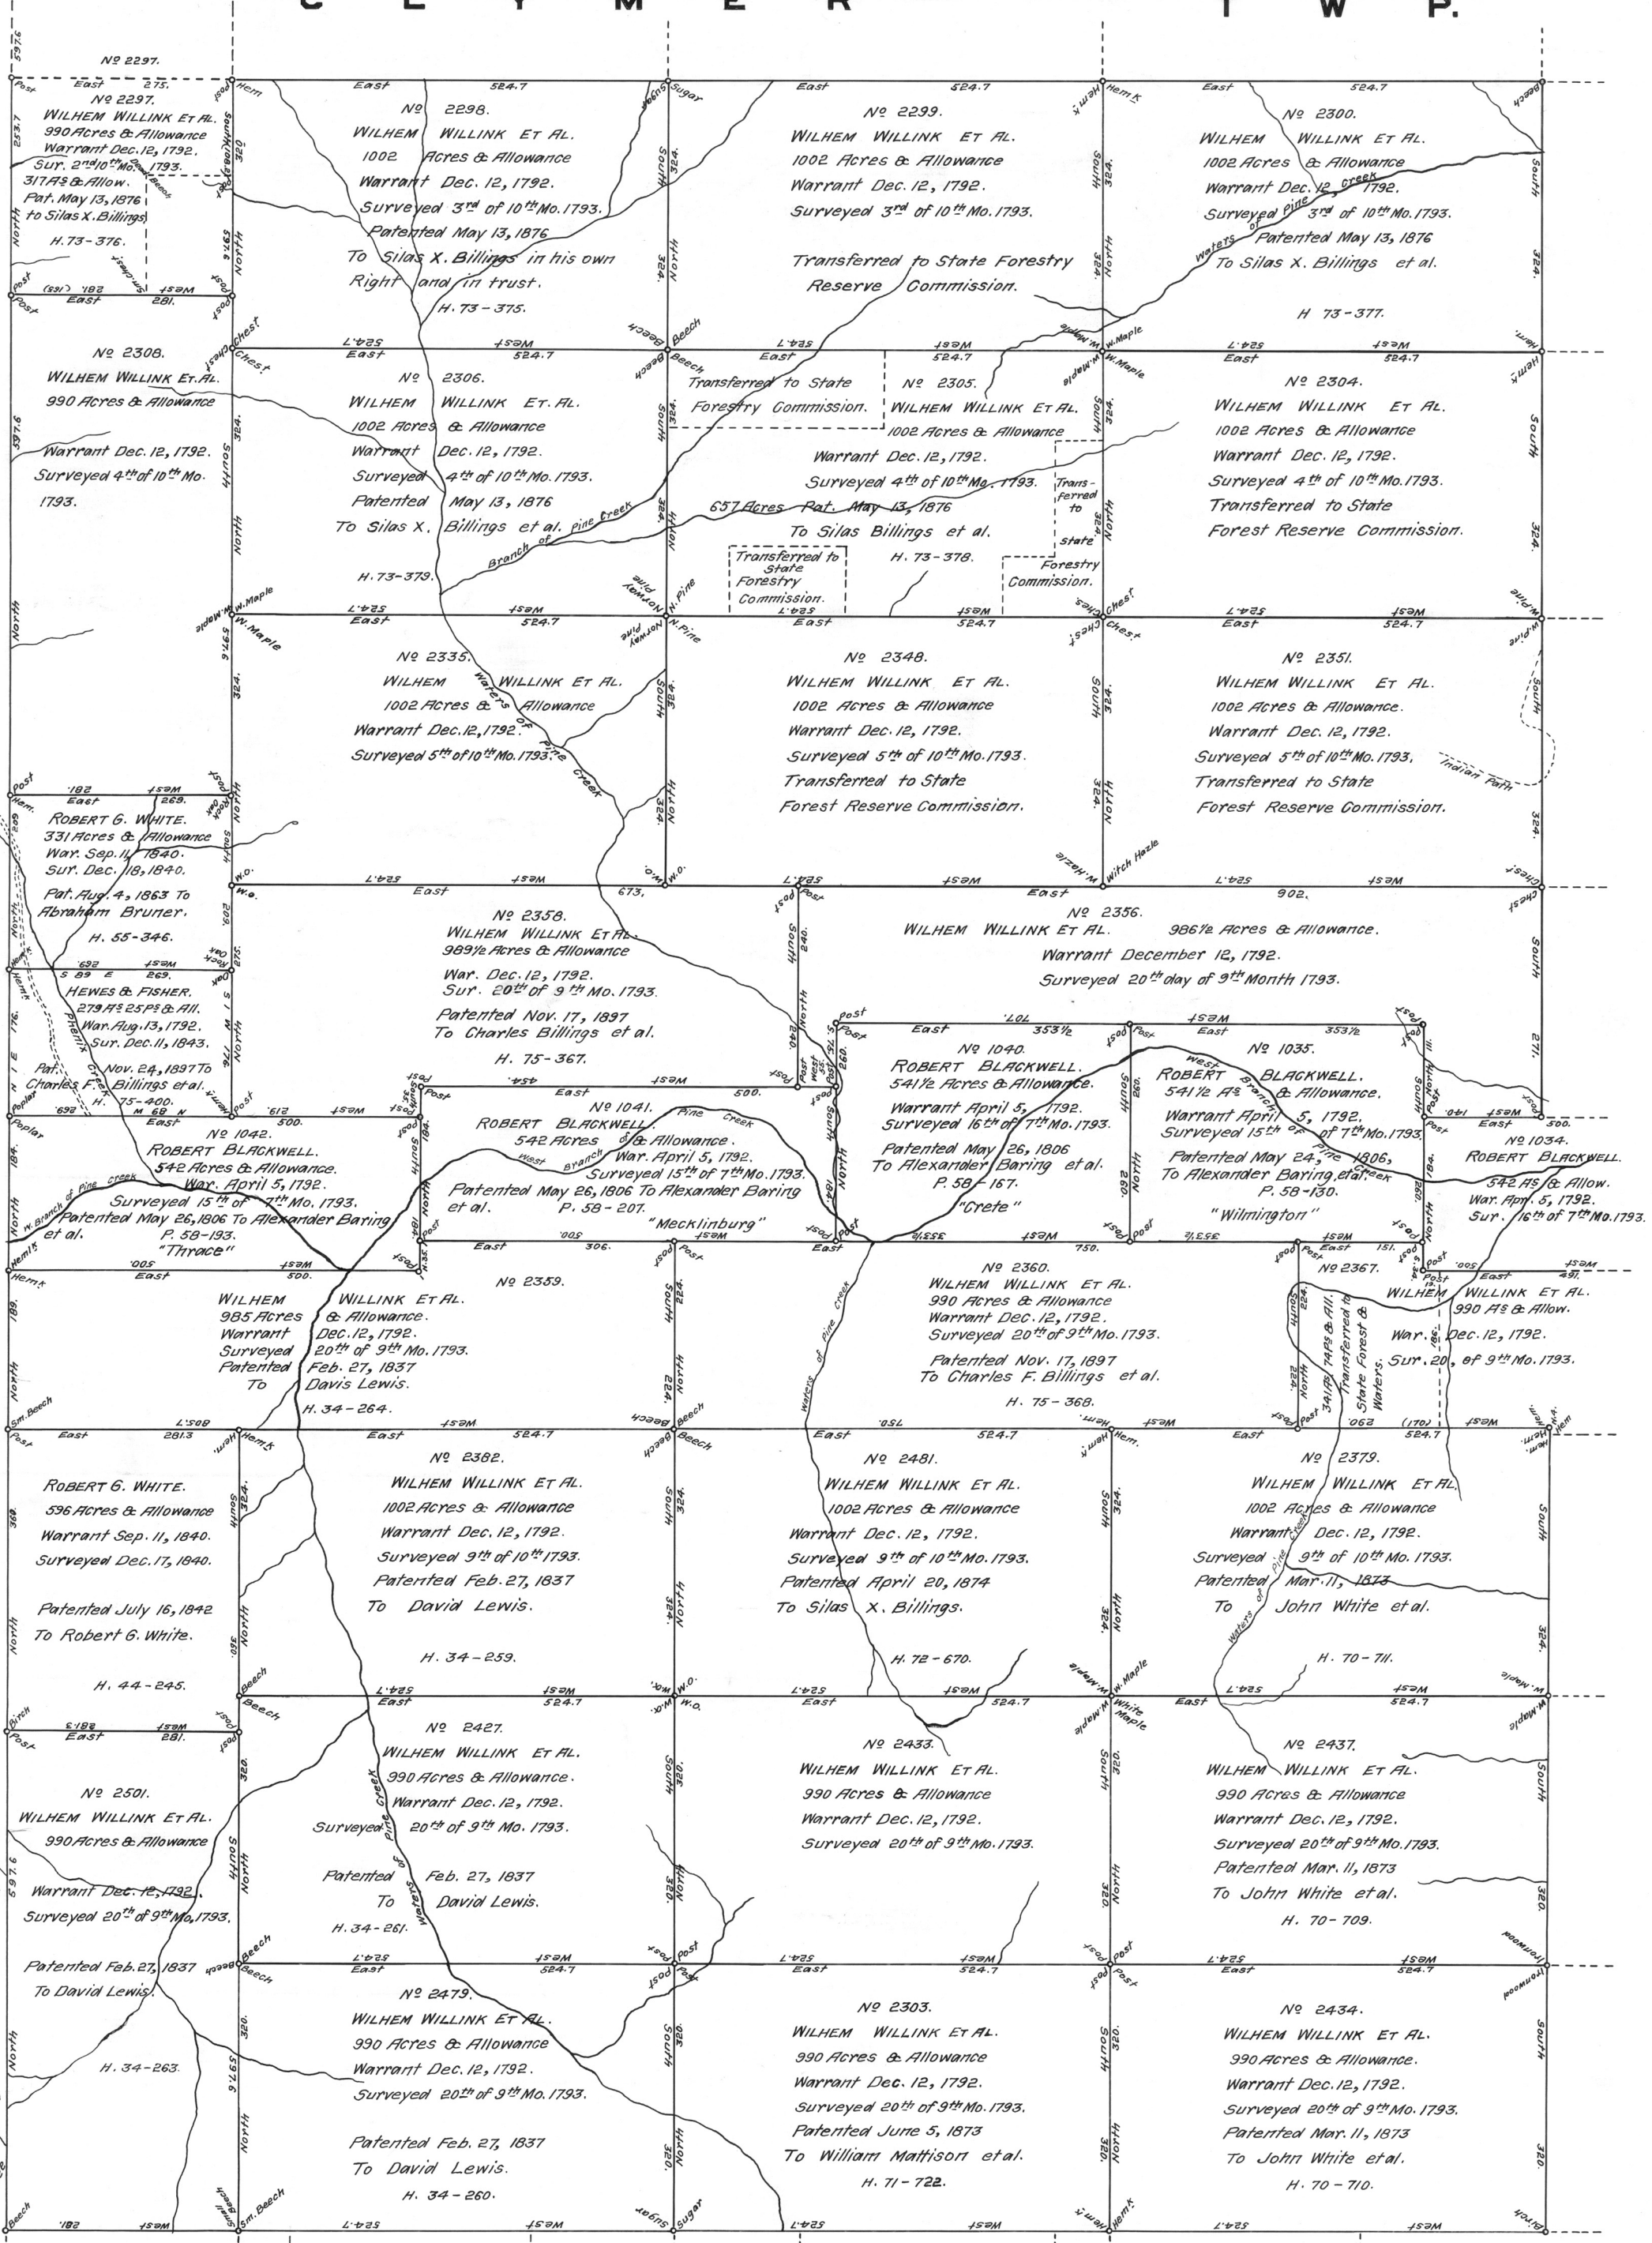 CLYMER TWP.
No 2297.
East 275.
No 2297.
WILHEM WILLINK ET AL.
990 Acres & Allowance
Warrant Dec. 12, 1792.
Sur. 2nd 10th Mo. 1793.
317 As & Allow.
Pat. May 13, 1876
to Silas X. Billings
H. 73-376.
No 2298.
WILHEM WILLINK ET AL.
1002 Acres & Allowance
Warrant Dec. 12, 1792.
Surveyed 3rd of 10th Mo. 1793.
Patented May 13, 1876
To Silas X. Billings in his own
Right and in trust.
H. 73-375.
No 2299.
WILHEM WILLINK ET AL.
1002 Acres & Allowance
Warrant Dec. 12, 1792.
Surveyed 3rd of 10th Mo. 1793.
Transferred to State Forestry
Reserve Commission.
No 2300.
WILHEM WILLINK ET AL.
1002 Acres & Allowance
Warrant Dec. 12, 1792.
Surveyed 3rd of 10th Mo. 1793.
Waters of Pine Creek
Patented May 13, 1876
To Silas X. Billings et al.
H 73-377.
No 2308.
WILHEM WILLINK ET. AL.
990 Acres & Allowance
Warrant Dec. 12, 1792.
Surveyed 4th of 10th Mo.
1793.
No 2306.
WILHEM WILLINK ET. AL.
1002 Acres & Allowance
Warrant Dec. 12, 1792.
Surveyed 4th of 10th Mo. 1793.
Patented May 13, 1876
To Silas X. Billings et al.
Branch of Pine Creek
H. 73-379.
Transferred to State
Forestry Commission.
No 2305.
WILHEM WILLINK ET AL.
1002 Acres & Allowance
Warrant Dec. 12, 1792.
Surveyed 4th of 10th Mo. 1793.
657 Acres Pat. May 13, 1876
To Silas Billings et al.
H. 73-378.
Transferred to
State
Forestry
Commission.
Trans-
ferred
to
State
Forestry
Commission.
No 2304.
WILHEM WILLINK ET AL.
1002 Acres & Allowance
Warrant Dec. 12, 1792.
Surveyed 4th of 10th Mo. 1793.
Transferred to State
Forest Reserve Commission.
No 2335.
WILHEM WILLINK ET AL.
1002 Acres & Allowance
Warrant Dec. 12, 1792.
Surveyed 5th of 10th Mo. 1793.
Waters of Pine Creek
No 2348.
WILHEM WILLINK ET AL.
1002 Acres & Allowance
Warrant Dec. 12, 1792.
Surveyed 5th of 10th Mo. 1793.
Transferred to State
Forest Reserve Commission.
No 2351.
WILHEM WILLINK ET AL.
1002 Acres & Allowance.
Warrant Dec. 12, 1792.
Surveyed 5th of 10th Mo. 1793.
Transferred to State
Forest Reserve Commission.
Indian Path
ROBERT G. WHITE.
331 Acres & Allowance
War. Sep. 11, 1840.
Sur. Dec. 18, 1840.
Pat. Aug. 4, 1863 To
Abraham Bruner.
H. 55-346.
HEWES & FISHER.
279 As 25 Ps & All.
War. Aug. 13, 1792.
Sur. Dec. 11, 1843.
Pat. Nov. 24, 1897 To
Charles F. Billings et al.
H. 75-400.
Phenix Creek
No 2358.
WILHEM WILLINK ET AL.
989 1/2 Acres & Allowance
War. Dec. 12, 1792.
Sur. 20th of 9th Mo. 1793.
Patented Nov. 17, 1897
To Charles Billings et al.
H. 75-367.
No 2356.
WILHEM WILLINK ET AL. 986 1/2 Acres & Allowance.
Warrant December 12, 1792.
Surveyed 20th day of 9th Month 1793.
No 1042.
ROBERT BLACKWELL.
542 Acres & Allowance.
War. April 5, 1792.
Surveyed 15th of 7th Mo. 1793.
Patented May 26, 1806 To Alexander Baring
et al. P. 58-193.
"Thrace"
W. Branch of Pine Creek
No 1041.
ROBERT BLACKWELL.
542 Acres & Allowance.
War. April 5, 1792.
Surveyed 15th of 7th Mo. 1793.
Patented May 26, 1806 To Alexander Baring
et al. P. 58-207.
"Mecklinburg"
West Branch of Pine Creek
No 1040.
ROBERT BLACKWELL.
541 1/2 Acres & Allowance.
Warrant April 5, 1792.
Surveyed 16th of 7th Mo. 1793.
Patented May 26, 1806
To Alexander Baring et al.
P. 58-167.
"Crete"
No 1035.
ROBERT BLACKWELL.
541 1/2 As & Allowance.
Warrant April 5, 1792.
Surveyed 15th of 7th Mo. 1793.
Patented May 24, 1806,
To Alexander Baring, et al.
P. 58-130.
"Wilmington"
West Branch of Pine Creek
No 1034.
ROBERT BLACKWELL.
542 As & Allow.
War. Apr. 5, 1792.
Sur. 16th of 7th Mo. 1793.
No 2359.
WILHEM WILLINK ET AL.
985 Acres & Allowance.
Warrant Dec. 12, 1792.
Surveyed 20th of 9th Mo. 1793.
Patented Feb. 27, 1837
To Davis Lewis.
H. 34-264.
No 2360.
WILHEM WILLINK ET AL.
990 Acres & Allowance
Warrant Dec. 12, 1792.
Surveyed 20th of 9th Mo. 1793.
Patented Nov. 17, 1897
To Charles F. Billings et al.
H. 75-368.
Waters of Pine Creek
No 2367.
WILHEM WILLINK ET AL.
990 As & Allow.
War. Dec. 12, 1792.
Sur. 20, of 9th Mo. 1793.
341 As 74 Ps & All.
Transferred to
State Forest &
Waters.
ROBERT G. WHITE.
596 Acres & Allowance
Warrant Sep. 11, 1840.
Surveyed Dec. 17, 1840.
Patented July 16, 1842
To Robert G. White.
H. 44-245.
No 2382.
WILHEM WILLINK ET AL.
1002 Acres & Allowance
Warrant Dec. 12, 1792.
Surveyed 9th of 10th 1793.
Patented Feb. 27, 1837
To David Lewis.
H. 34-259.
No 2481.
WILHEM WILLINK ET AL.
1002 Acres & Allowance
Warrant Dec. 12, 1792.
Surveyed 9th of 10th Mo. 1793.
Patented April 20, 1874
To Silas X. Billings.
H. 72-670.
No 2379.
WILHEM WILLINK ET AL.
1002 Acres & Allowance
Warrant Dec. 12, 1792.
Surveyed 9th of 10th Mo. 1793.
Patented Mar. 11, 1873
To John White et al.
H. 70-711.
Waters of Pine Creek
No 2501.
WILHEM WILLINK ET AL.
990 Acres & Allowance
Warrant Dec. 12, 1792.
Surveyed 20th of 9th Mo. 1793.
Patented Feb. 27, 1837
To David Lewis.
H. 34-263.
No 2427.
WILHEM WILLINK ET AL.
990 Acres & Allowance.
Warrant Dec. 12, 1792.
Surveyed 20th of 9th Mo. 1793.
Patented Feb. 27, 1837
To David Lewis.
H. 34-261.
Waters of Pine Creek
No 2433.
WILHEM WILLINK ET AL.
990 Acres & Allowance
Warrant Dec. 12, 1792.
Surveyed 20th of 9th Mo. 1793.
No 2437.
WILHEM WILLINK ET AL.
990 Acres & Allowance
Warrant Dec. 12, 1792.
Surveyed 20th of 9th Mo. 1793.
Patented Mar. 11, 1873
To John White et al.
H. 70-709.
No 2479.
WILHEM WILLINK ET AL.
990 Acres & Allowance
Warrant Dec. 12, 1792.
Surveyed 20th of 9th Mo. 1793.
Patented Feb. 27, 1837
To David Lewis.
H. 34-260.
No 2303.
WILHEM WILLINK ET AL.
990 Acres & Allowance
Warrant Dec. 12, 1792.
Surveyed 20th of 9th Mo. 1793.
Patented June 5, 1873
To William Mattison et al.
H. 71-722.
No 2434.
WILHEM WILLINK ET AL.
990 Acres & Allowance.
Warrant Dec. 12, 1792.
Surveyed 20th of 9th Mo. 1793.
Patented Mar. 11, 1873
To John White et al.
H. 70-710.